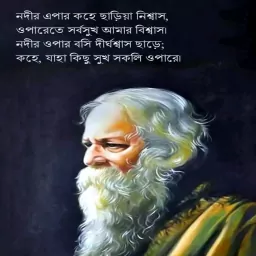 নদীর এপার কহে ছাড়িয়া নিশ্বাস,
ওপারেতে সর্বসুখ আমার বিশ্বাস।
নদীর ওপার বসি দীর্ঘশ্বাস ছাড়ে;
কহে, যাহা কিছু সুখ সকলি ওপারে।